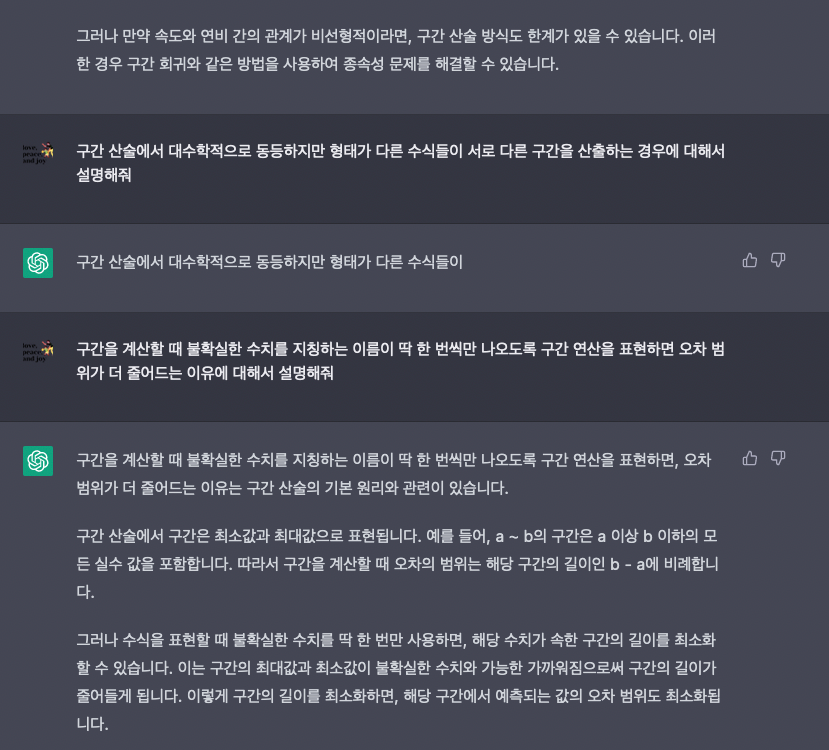 그러나 만약 속도와 연비 간의 관계가 비선형적이라면, 구간 산술 방식도 한계가 있을 수 있습니다. 이러
한 경우 구간 회귀와 같은 방법을 사용하여 종속성 문제를 해결할 수 있습니다.
love,
peace,
and joy
구간 산술에서 대수학적으로 동등하지만 형태가 다른 수식들이 서로 다른 구간을 산출하는 경우에 대해서
설명해줘
구간 산술에서 대수학적으로 동등하지만 형태가 다른 수식들이
love,
peace,
and joy
구간을 계산할 때 불확실한 수치를 지칭하는 이름이 딱 한 번씩만 나오도록 구간 연산을 표현하면 오차 범
위가 더 줄어드는 이유에 대해서 설명해줘
구간을 계산할 때 불확실한 수치를 지칭하는 이름이 딱 한 번씩만 나오도록 구간 연산을 표현하면, 오차
범위가 더 줄어드는 이유는 구간 산술의 기본 원리와 관련이 있습니다.
구간 산술에서 구간은 최소값과 최대값으로 표현됩니다. 예를 들어, a ~ b의 구간은 a 이상 b 이하의 모
든 실수 값을 포함합니다. 따라서 구간을 계산할 때 오차의 범위는 해당 구간의 길이인 b - a에 비례합니
다.
그러나 수식을 표현할 때 불확실한 수치를 딱 한 번만 사용하면, 해당 수치가 속한 구간의 길이를 최소화
할 수 있습니다. 이는 구간의 최대값과 최소값이 불확실한 수치와 가능한 가까워짐으로써 구간의 길이가
줄어들게 됩니다. 이렇게 구간의 길이를 최소화하면, 해당 구간에서 예측되는 값의 오차 범위도 최소화됩
니다.